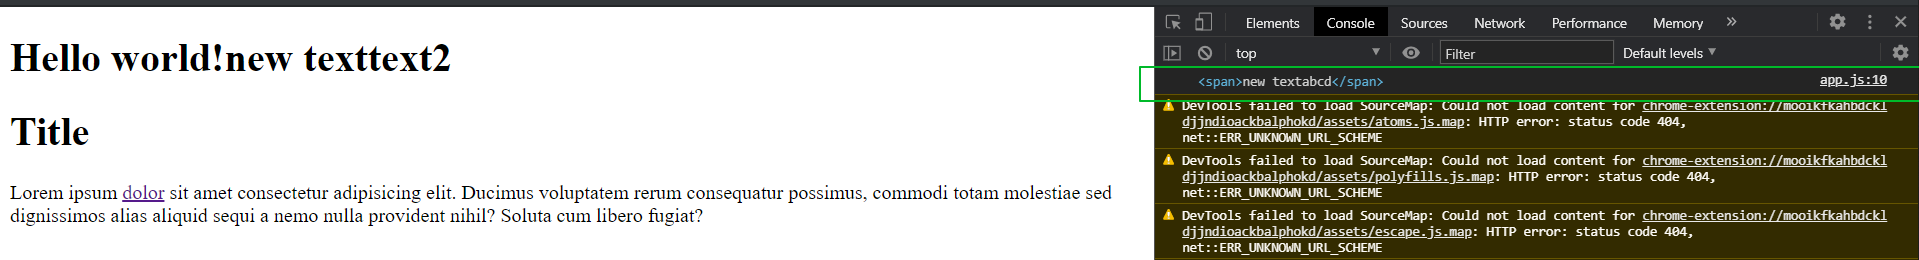 Hello world!new texttext2
Title
Lorem ipsum dolor sit amet consectetur adipisicing elit. Ducimus voluptatem rerum consequatur possimus, commodi totam molestiae sed
dignissimos alias aliquid sequi a nemo nulla provident nihil? Soluta cum libero fugiat?
Elements Console Sources Network Performance Memory »
top Filter Default levels
<span>new textabcd</span> app.js:10
DevTools failed to load SourceMap: Could not load content for chrome-extension://mooikfkahbdckl
djjndioackbalphokd/assets/atoms.js.map: HTTP error: status code 404,
net::ERR_UNKNOWN_URL_SCHEME
DevTools failed to load SourceMap: Could not load content for chrome-extension://mooikfkahbdckl
djjndioackbalphokd/assets/polyfills.js.map: HTTP error: status code 404,
net::ERR_UNKNOWN_URL_SCHEME
DevTools failed to load SourceMap: Could not load content for chrome-extension://mooikfkahbdckl
djjndioackbalphokd/assets/escape.js.map: HTTP error: status code 404,
net::ERR_UNKNOWN_URL_SCHEME